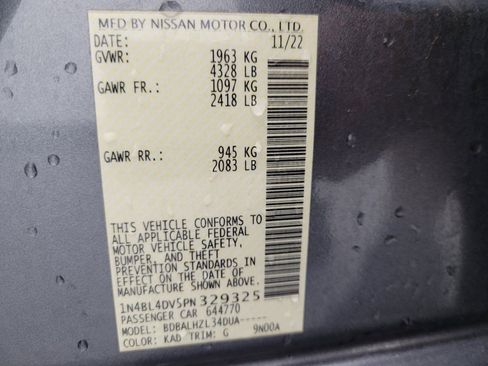 MFD BY NISSAN MOTOR CO., LTD.
DATE: 11/22
GVWR: 1963 KG
4328 LB
GAWR FR.: 1097 KG
2418 LB
GAWR RR.: 945 KG
2083 LB
THIS VEHICLE CONFORMS TO
ALL APPLICABLE FEDERAL
MOTOR VEHICLE SAFETY,
BUMPER, AND THEFT
PREVENTION STANDARDS IN
EFFECT ON THE DATE OF
MANUFACTURE SHOWN ABOVE.
1N4BL4DV5PN 329325
PASSENGER CAR 644770
MODEL: BDBALHZL34DUA-----
COLOR: KAD TRIM: G 9N00A